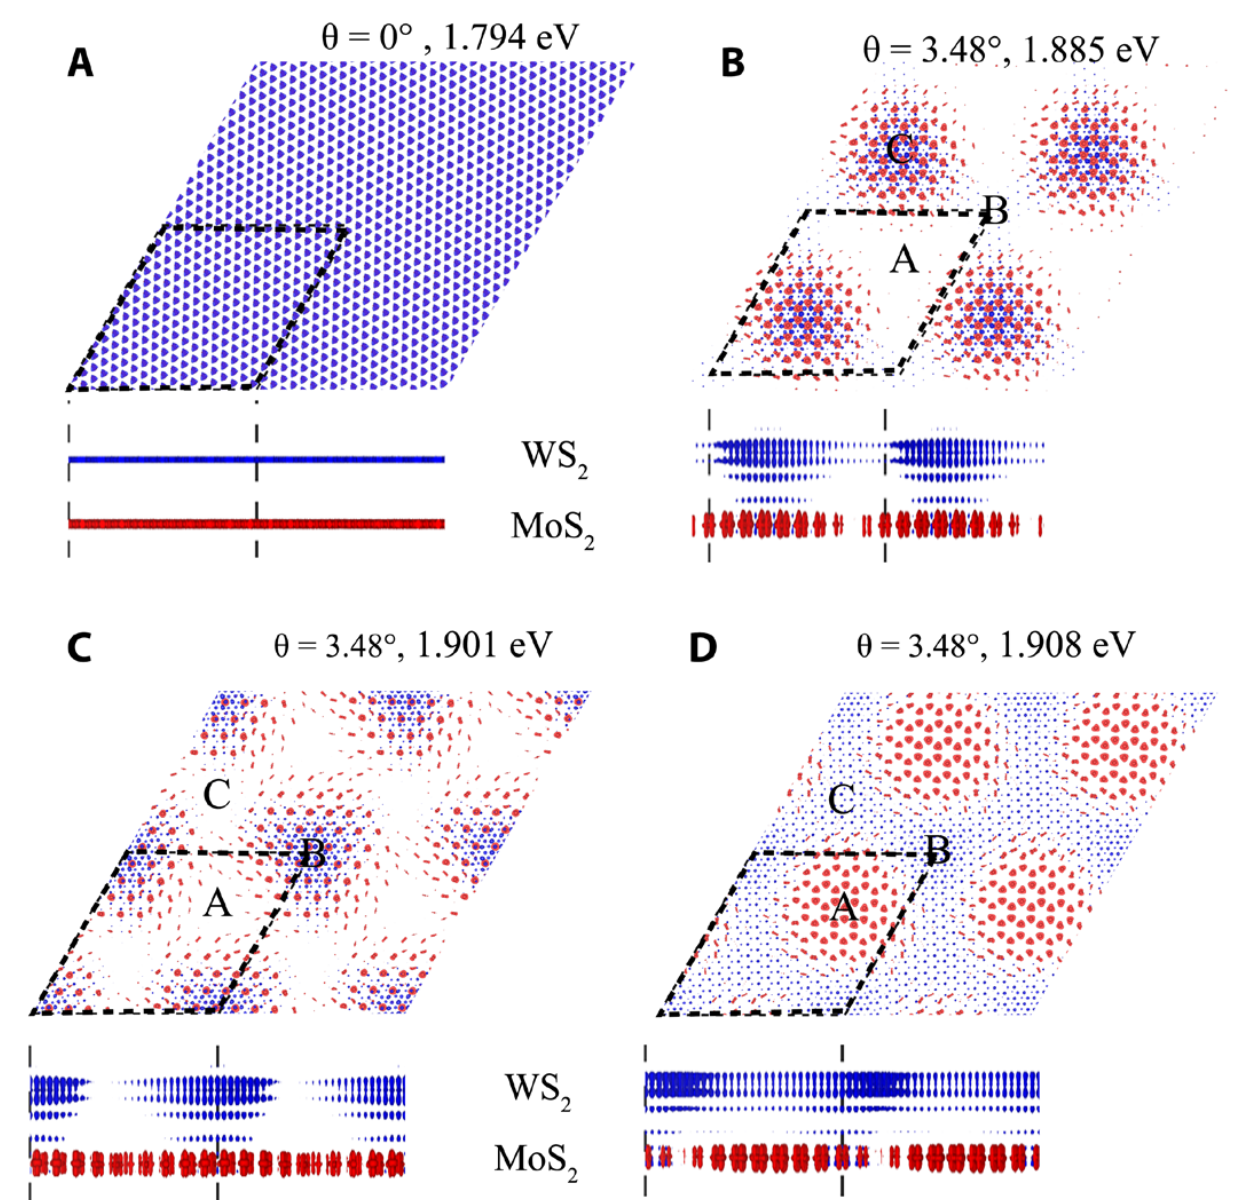 A
θ = 0° , 1.794 eV
B
θ = 3.48°, 1.885 eV
C
B
A
WS₂
MoS₂
C
θ = 3.48°, 1.901 eV
D
θ = 3.48°, 1.908 eV
C
B
A
C
B
A
WS₂
MoS₂